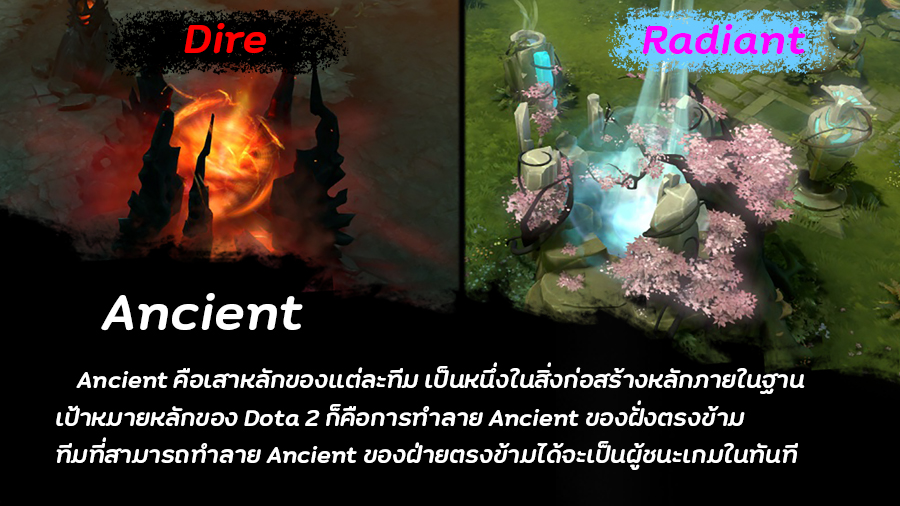 Dire
Radiant
Ancient
Ancient คือเสาหลักของแต่ละทีม เป็นหนึ่งในสิ่งก่อสร้างหลักภายในฐาน
เป้าหมายหลักของ Dota 2 ก็คือการทำลาย Ancient ของฝั่งตรงข้าม
ทีมที่สามารถทำลาย Ancient ของฝ่ายตรงข้ามได้จะเป็นผู้ชนะเกมในทันที